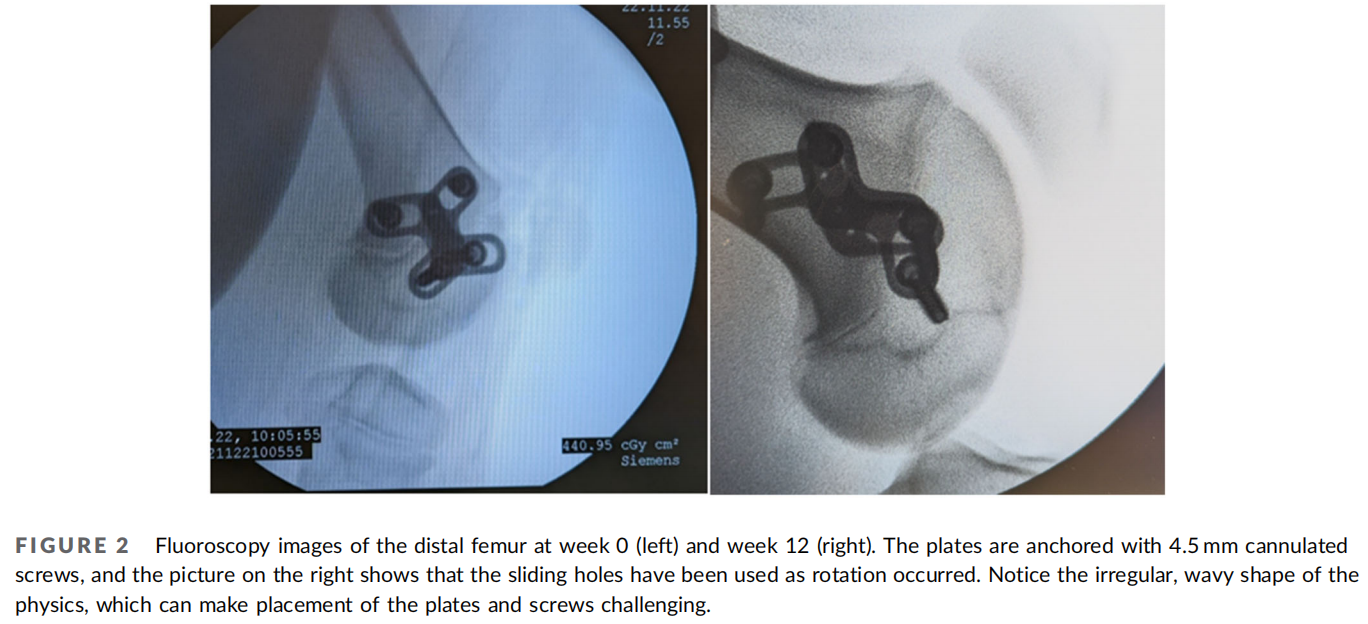 11.55
/2
22, 10:05:55
21122100555
440.95 cGy cm²
Siemens
FIGURE 2 Fluoroscopy images of the distal femur at week 0 (left) and week 12 (right). The plates are anchored with 4.5 mm cannulated
screws, and the picture on the right shows that the sliding holes have been used as rotation occurred. Notice the irregular, wavy shape of the
physics, which can make placement of the plates and screws challenging.